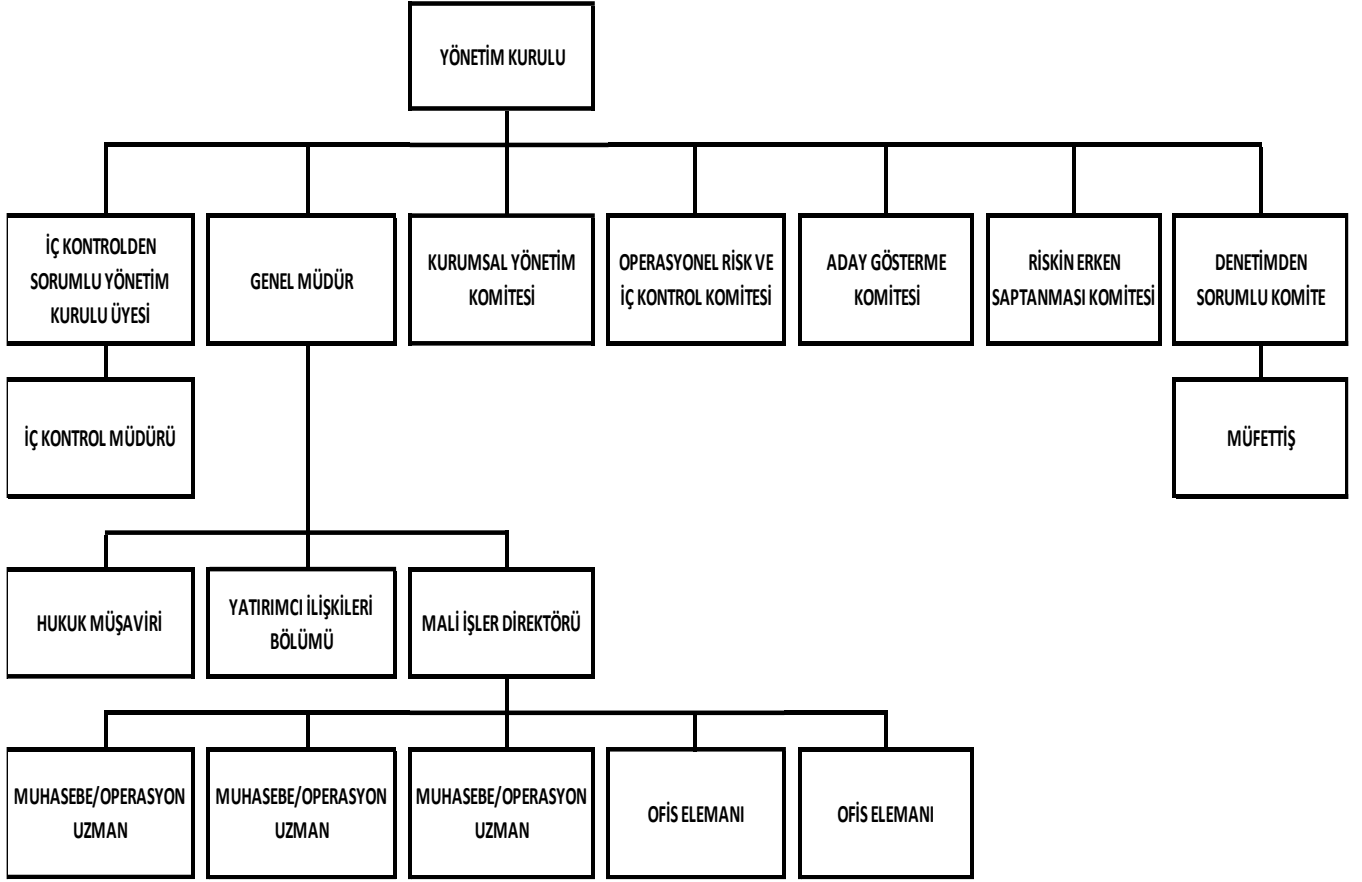 YÖNETİM KURULU
İÇ KONTROLDEN
SORUMLU YÖNETİM
KURULU ÜYESİ
GENEL MÜDÜR
KURUMSAL YÖNETİM
KOMİTESİ
OPERASYONEL RİSK VE
İÇ KONTROL KOMİTESİ
ADAY GÖSTERME
KOMİTESİ
RİSKİN ERKEN
SAPTANMASI KOMİTESİ
DENETİMDEN
SORUMLU KOMİTE
İÇ KONTROL MÜDÜRÜ
MÜFETTİŞ
HUKUK MÜŞAVİRİ
YATIRIMCI İLİŞKİLERİ
BÖLÜMÜ
MALİ İŞLER DİREKTÖRÜ
MUHASEBE/OPERASYON
UZMAN
MUHASEBE/OPERASYON
UZMAN
MUHASEBE/OPERASYON
UZMAN
OFİS ELEMANI
OFİS ELEMANI